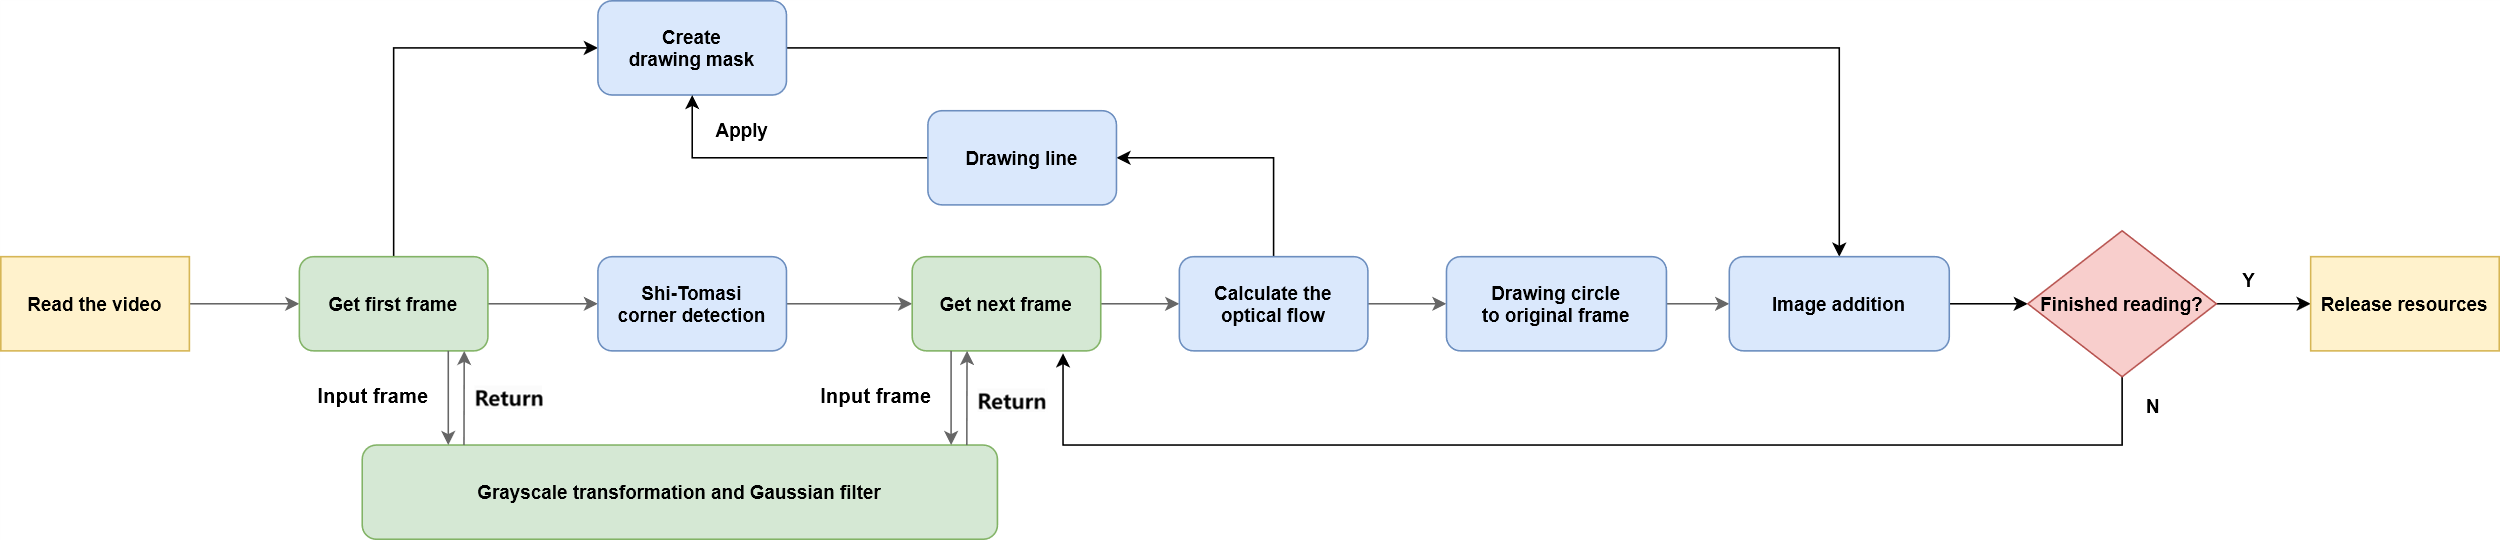 Create
drawing mask
Apply
Drawing line
Read the video
Get first frame
Shi-Tomasi
corner detection
Get next frame
Calculate the
optical flow
Drawing circle
to original frame
Image addition
Finished reading?
Y
Release resources
Input frame
Return
Input frame
Return
N
Grayscale transformation and Gaussian filter